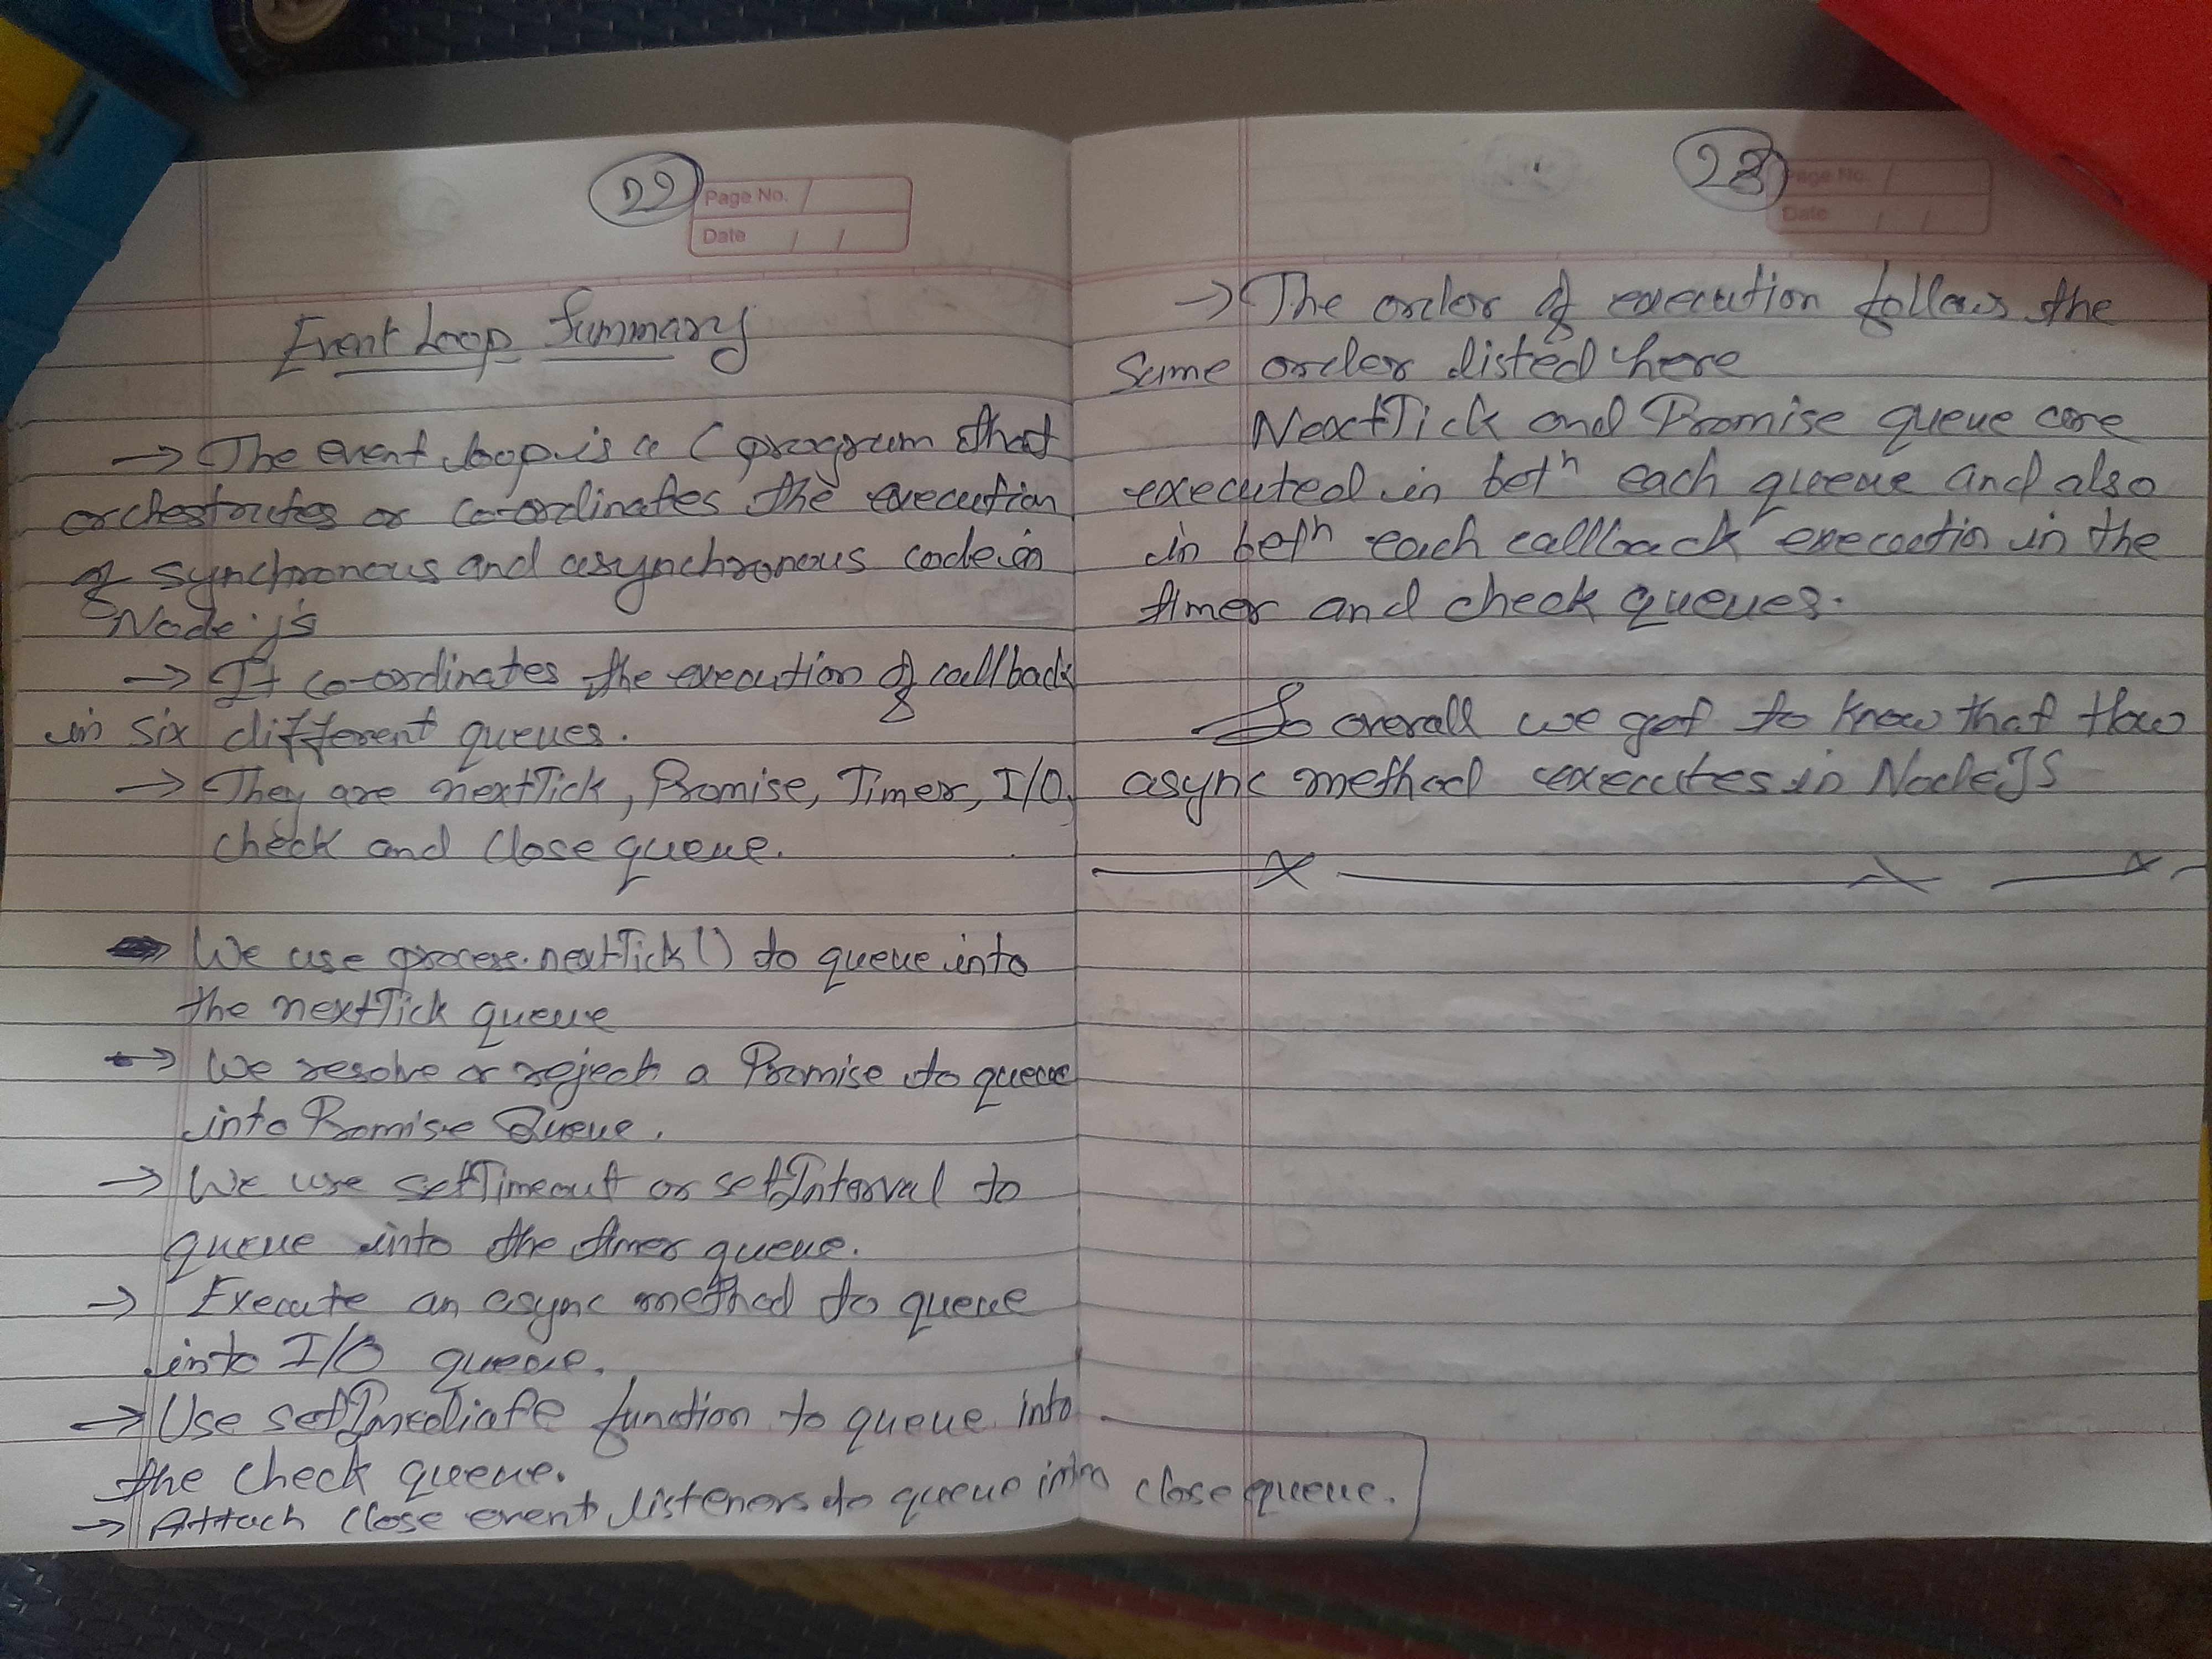 22
Page No.
Date / /
Event Loop Summary
→ The event loop is a C program that
orchestrates or co-ordinates the execution
of synchronous and asynchronous code in
Node.js
→ It co-ordinates the execution of callback
in six different queues.
→ They are nextTick, Promise, Timer, I/O,
check and close queue.
→ We use process.nextTick() to queue into
the nextTick queue
→ We resolve or reject a Promise to queue
into Promise Queue.
→ We use setTimeout or setInterval to
queue into the timer queue.
→ Execute an async method to queue
into I/O queue.
→ Use setImediate function to queue into
the check queue.
→ Attach close event listeners to queue into close queue.
23
Page No.
Date / /
→ The order of execution follows the
same order listed here
NextTick and Promise queue are
executed in betn each queue and also
in betn each callback execution in the
timer and check queues.
So overall we got to know that how
async method executes in NodeJS